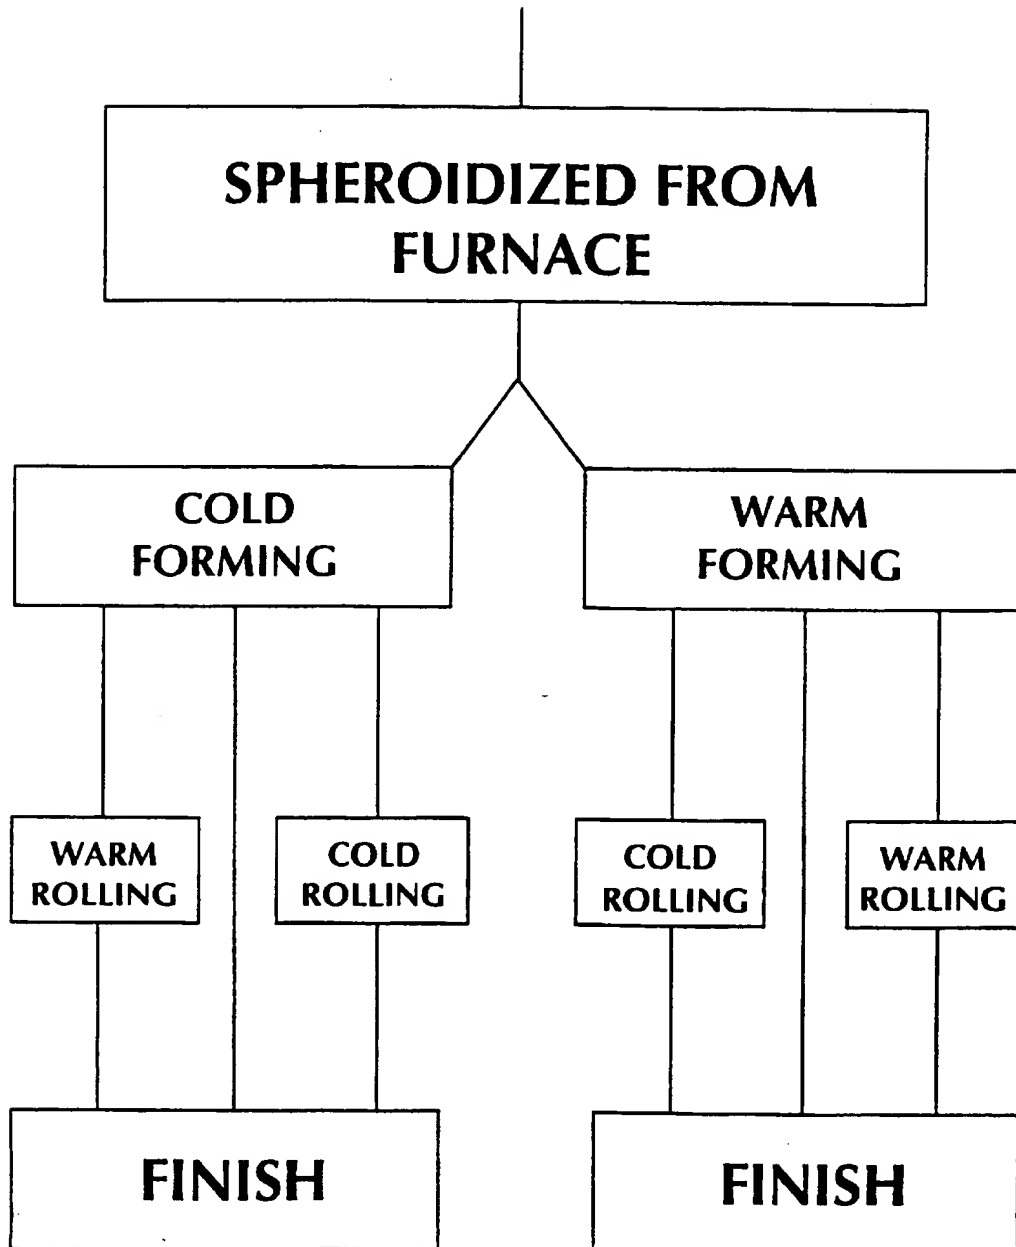 SPHEROIDIZED FROM
FURNACE
COLD
FORMING
WARM
FORMING
WARM
ROLLING
COLD
ROLLING
COLD
ROLLING
WARM
ROLLING
FINISH
FINISH